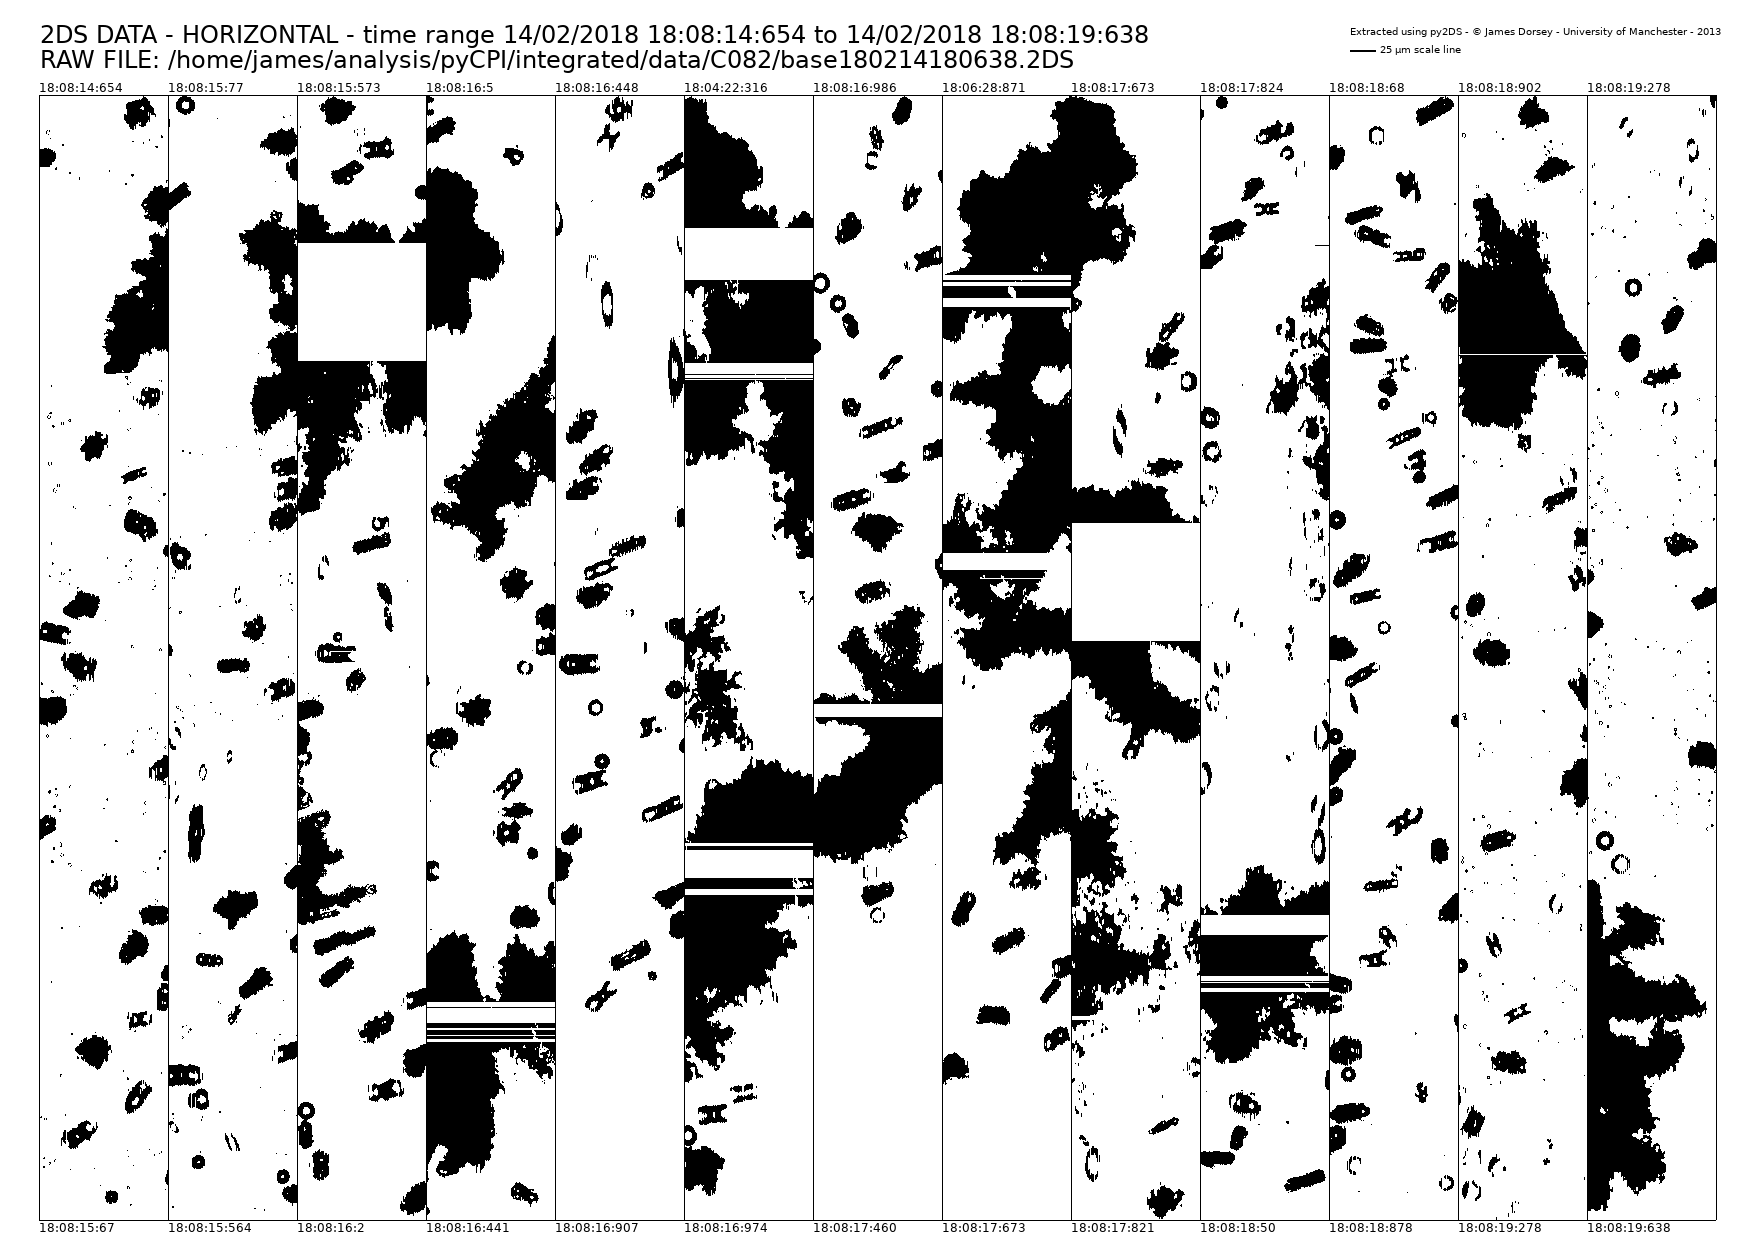 2DS DATA - HORIZONTAL - time range 14/02/2018 18:08:14:654 to 14/02/2018 18:08:19:638
RAW FILE: /home/james/analysis/pyCPI/integrated/data/C082/base180214180638.2DS
Extracted using py2DS - © James Dorsey - University of Manchester - 2013
25 µm scale line
18:08:14:654 18:08:15:77 18:08:15:573 18:08:16:5 18:08:16:448 18:04:22:316 18:08:16:986 18:06:28:871 18:08:17:673 18:08:17:824 18:08:18:68 18:08:18:902 18:08:19:278
18:08:15:67 18:08:15:564 18:08:16:2 18:08:16:441 18:08:16:907 18:08:16:974 18:08:17:460 18:08:17:673 18:08:17:821 18:08:18:50 18:08:18:878 18:08:19:278 18:08:19:638